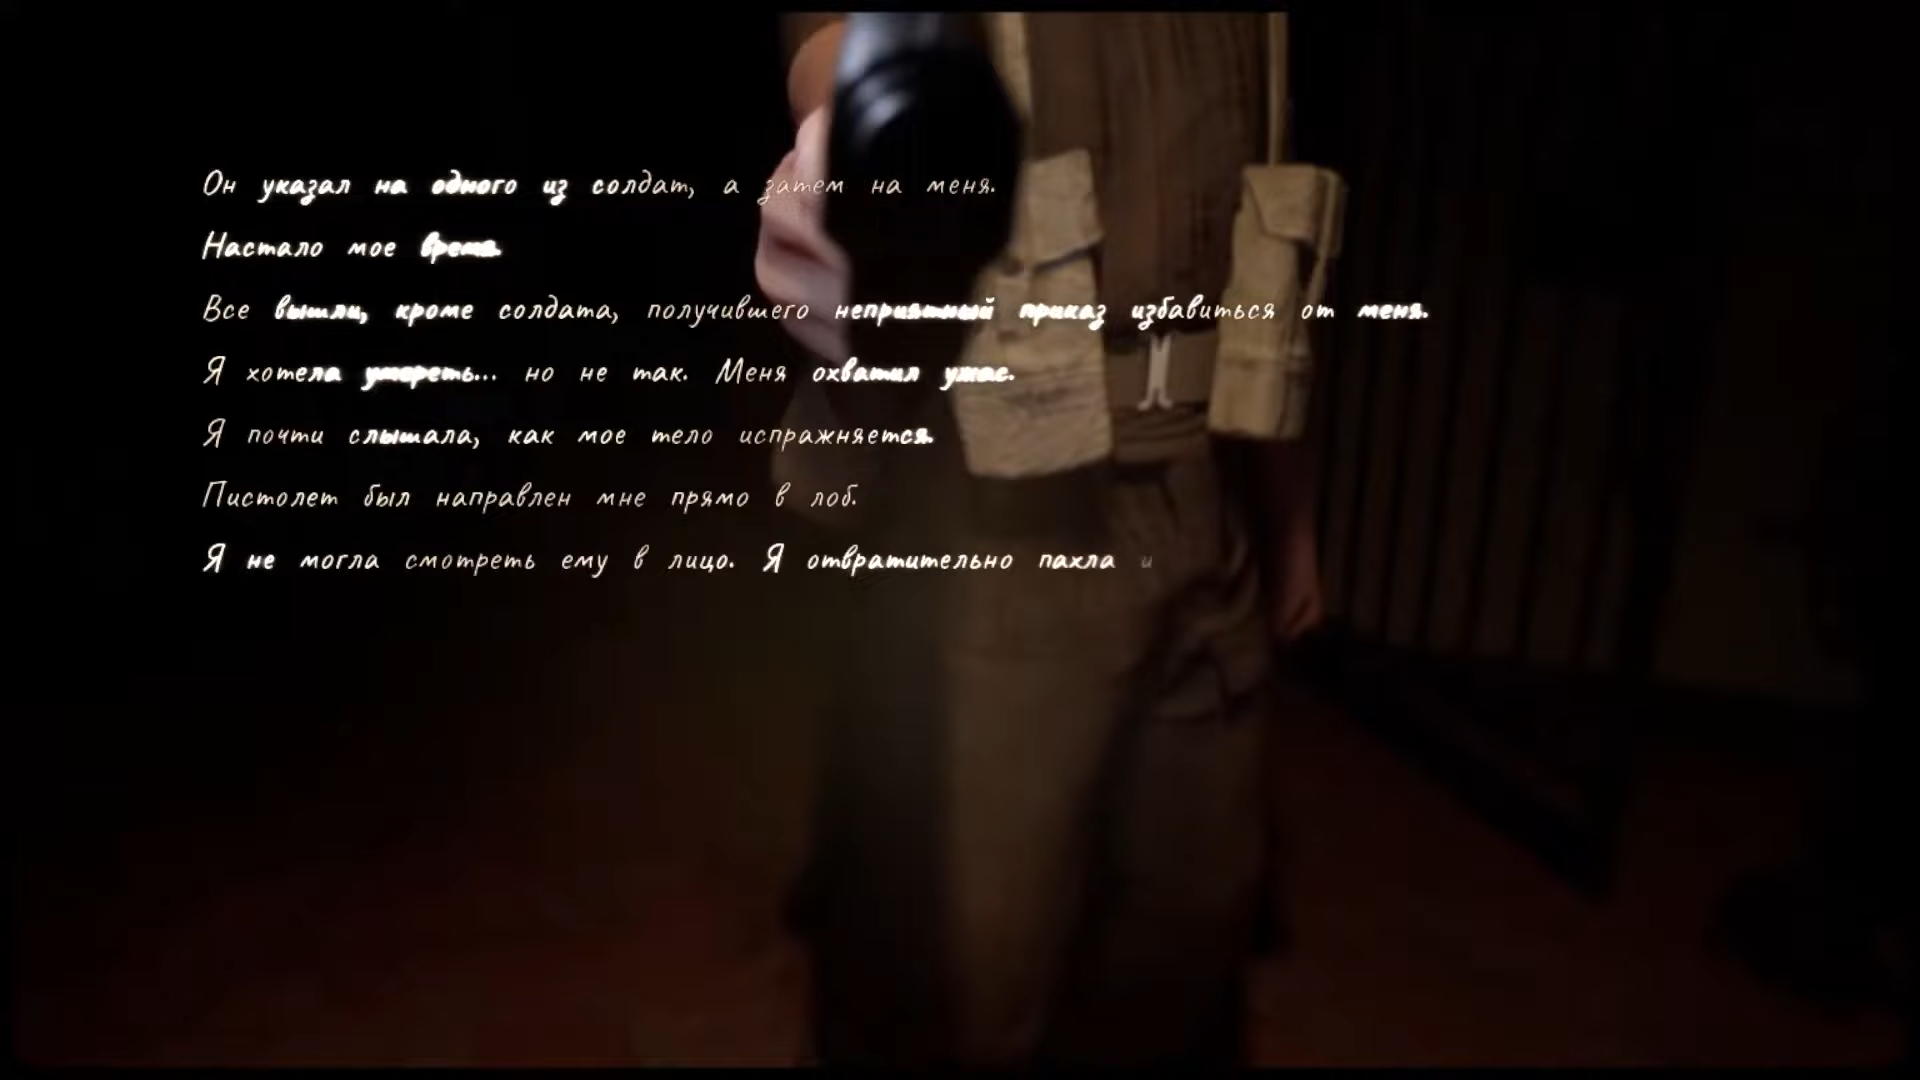 Он указал на одного из солдат, а затем на меня.
Настало мое время.
Все вышли, кроме солдата, получившего неприятный приказ избавиться от меня.
Я хотела умереть... но не так. Меня охватил ужас.
Я почти слышала, как мое тело испражняется.
Пистолет был направлен мне прямо в лоб.
Я не могла смотреть ему в лицо. Я отвратительно пахла и